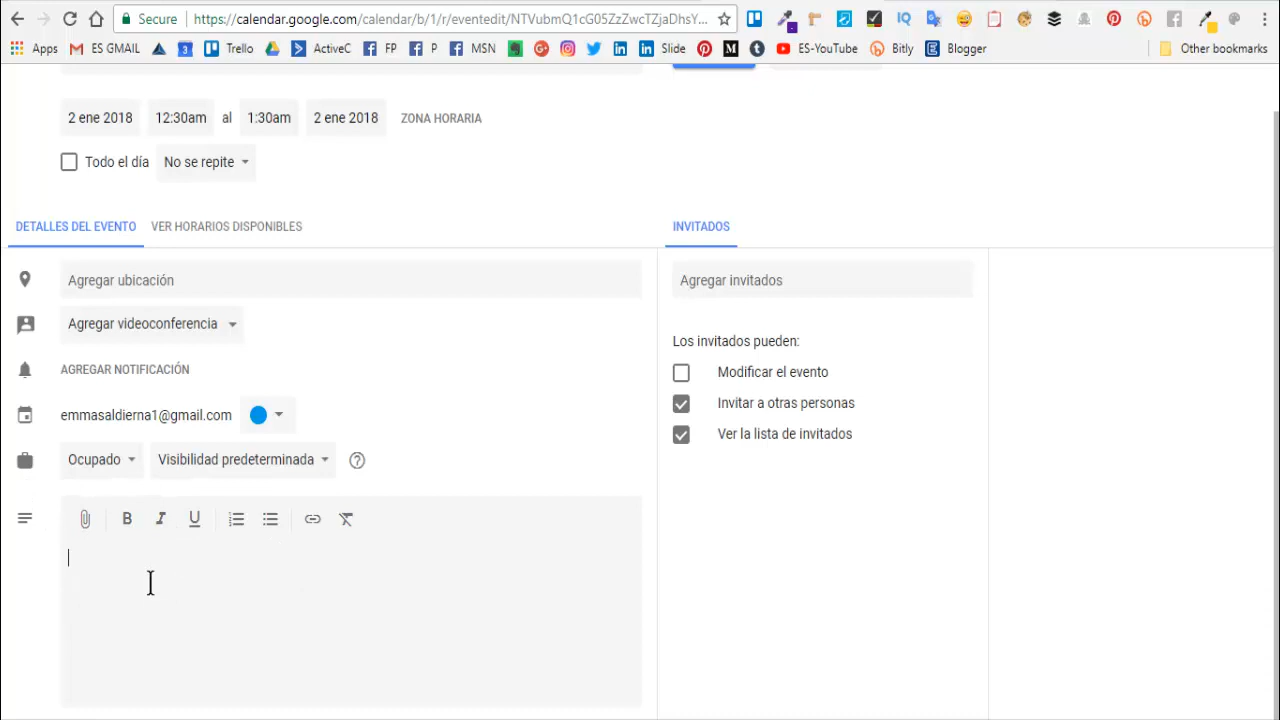 Secure https://calendar.google.com/calendar/b/1/r/eventedit/NTVubmQ1cG05ZzZwcTZjaDhsY...
Apps ES GMAIL Trello ActiveC FP P MSN Slide ES-YouTube Bitly Blogger Other bookmarks
2 ene 2018 12:30am al 1:30am 2 ene 2018 ZONA HORARIA
Todo el día No se repite
DETALLES DEL EVENTO VER HORARIOS DISPONIBLES INVITADOS
Agregar ubicación
Agregar invitados
Agregar videoconferencia
Los invitados pueden:
AGREGAR NOTIFICACIÓN
Modificar el evento
Invitar a otras personas
emmasaldierna1@gmail.com
Ver la lista de invitados
Ocupado Visibilidad predeterminada
B I U